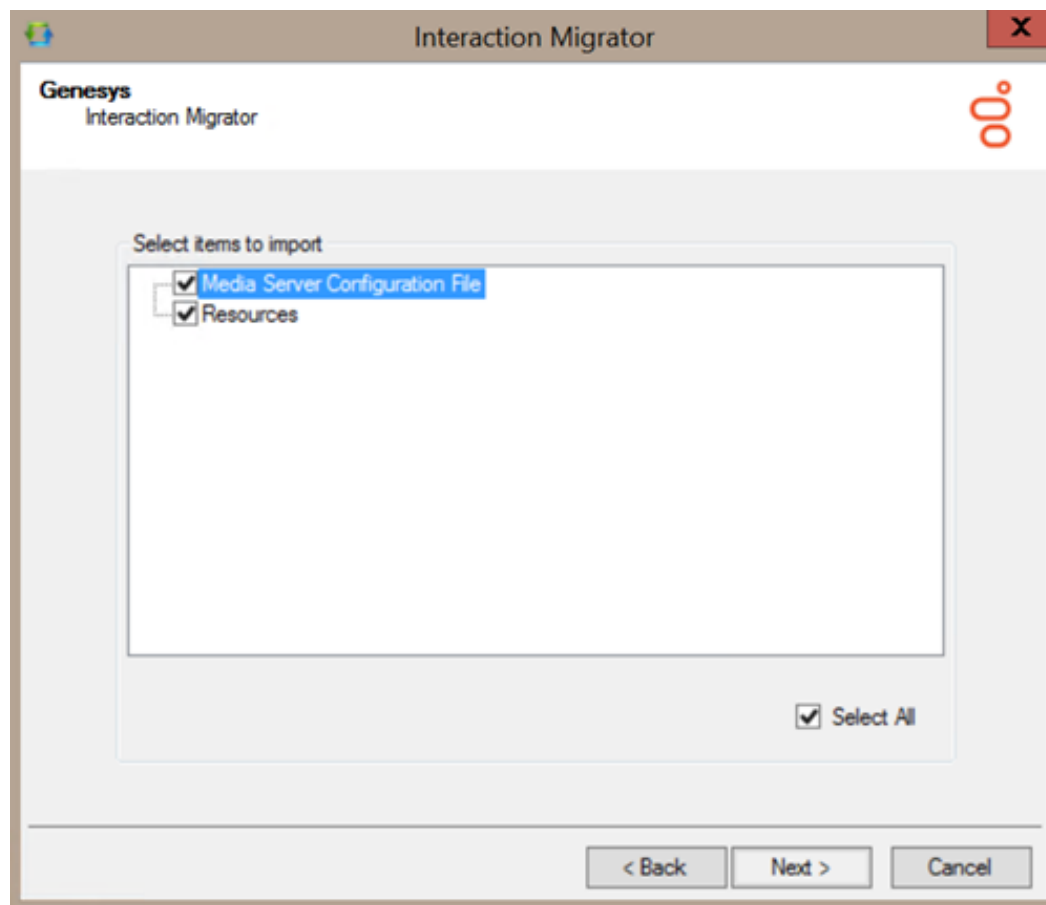 Interaction Migrator
X
Genesys
Interaction Migrator
Select items to import
Media Server Configuration File
Resources
Select All
< Back Next > Cancel